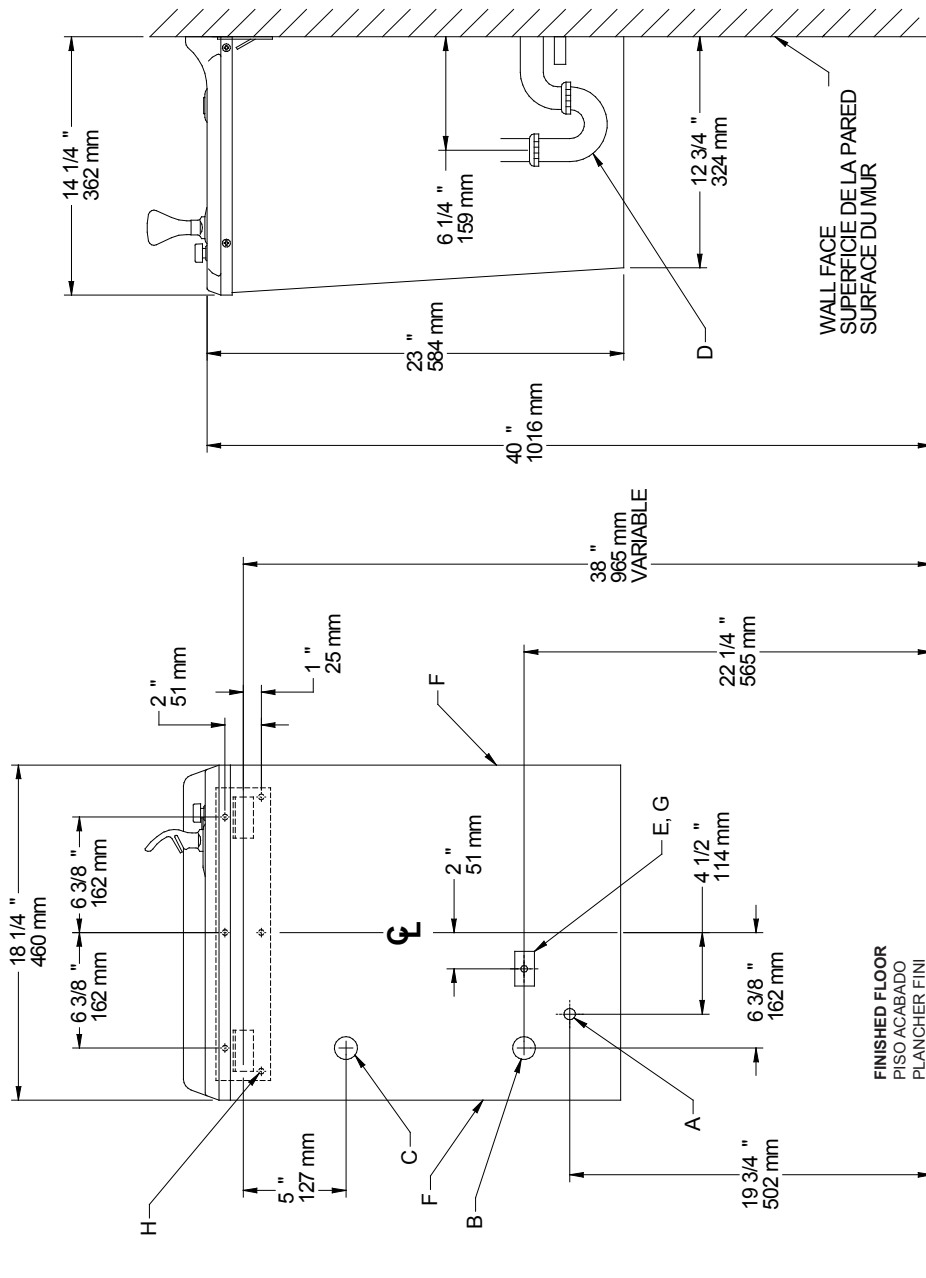 18 1/4 "
460 mm
6 3/8 "
162 mm
6 3/8 "
162 mm
2 "
51 mm
1 "
25 mm
H
5 "
127 mm
C
F
B
A
19 3/4 "
502 mm
CL
2 "
51 mm
E, G
4 1/2 "
114 mm
6 3/8 "
162 mm
F
22 1/4 "
565 mm
38 "
965 mm
VARIABLE
FINISHED FLOOR
PISO ACABADO
PLANCHER FINI
14 1/4 "
362 mm
6 1/4 "
159 mm
12 3/4 "
324 mm
23 "
584 mm
40 "
1016 mm
D
WALL FACE
SUPERFICIE DE LA PARED
SURFACE DU MUR